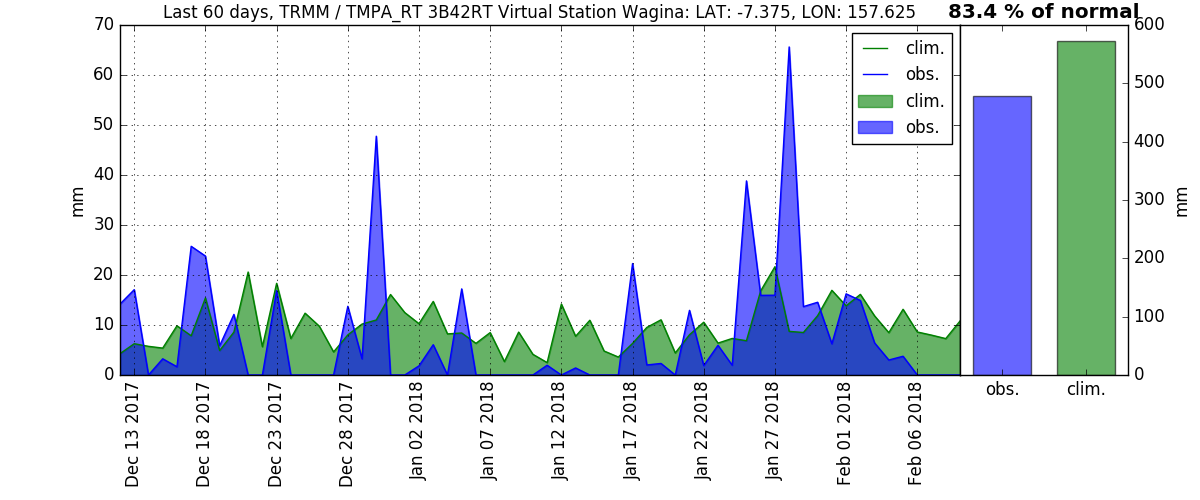 Last 60 days, TRMM / TMPA_RT 3B42RT Virtual Station Wagina: LAT: -7.375, LON: 157.625
83.4 % of normal
70
60
50
40
30
20
10
0
mm
clim.
obs.
clim.
obs.
600
500
400
300
200
100
0
mm
obs.
clim.
Dec 13 2017
Dec 18 2017
Dec 23 2017
Dec 28 2017
Jan 02 2018
Jan 07 2018
Jan 12 2018
Jan 17 2018
Jan 22 2018
Jan 27 2018
Feb 01 2018
Feb 06 2018